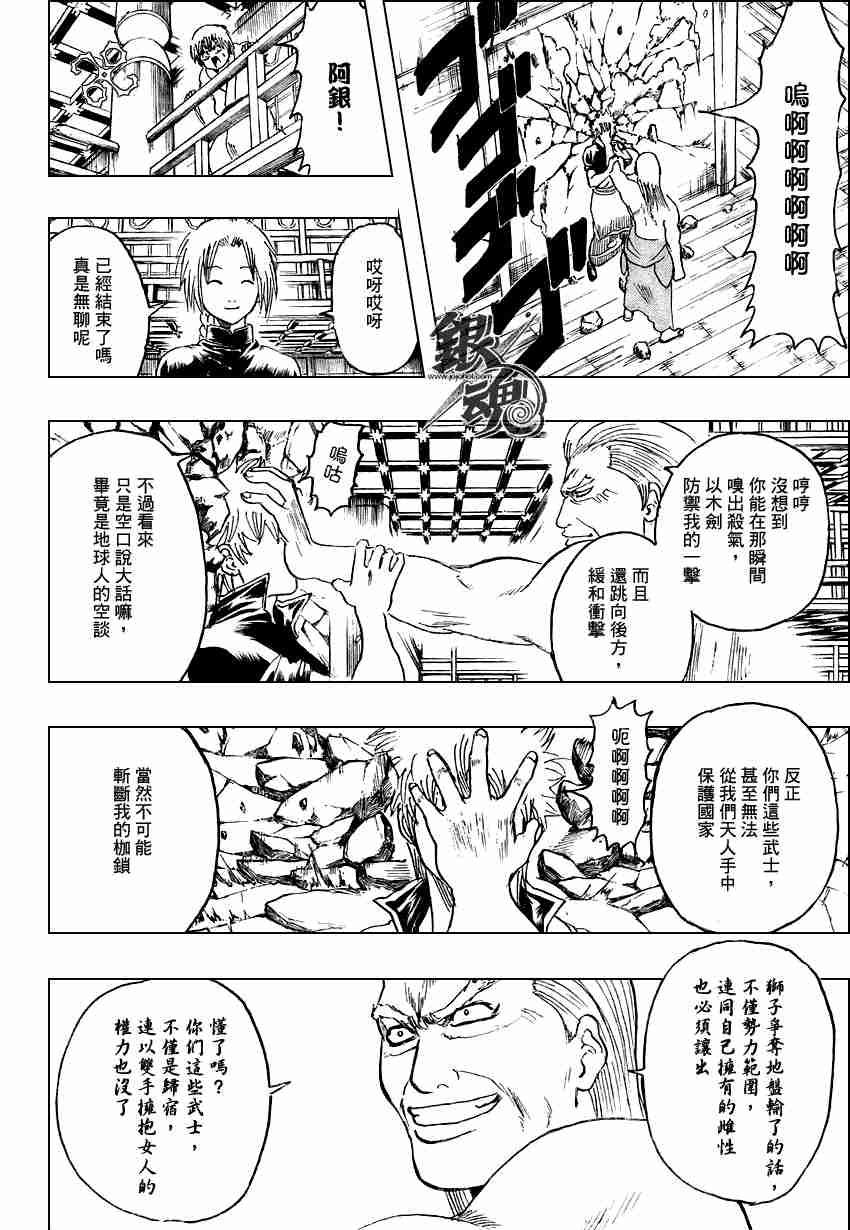 嗚啊啊啊啊啊啊啊
ゴゴゴゴ
阿銀！
哎呀哎呀
已經結束了嗎
真是無聊呢
銀魂
www.jojohot.com
哼哼
沒想到
你能在那瞬間
嗅出殺氣，
以木劍
防禦我的一擊
而且
還跳向後方，
緩和衝擊
嗚咕
不過看來
只是空口說大話嘛，
畢竟是地球人的空談
反正
你們這些武士，
甚至無法
從我們天人手中
保護國家
呃啊啊啊啊
當然不可能
斬斷我的枷鎖
獅子爭奪地盤輸了的話，
不僅勢力範圍，
連同自己擁有的雌性
也必須讓出
懂了嗎？
你们這些武士，
不僅是歸宿，
連以雙手擁抱女人的
權力也沒了